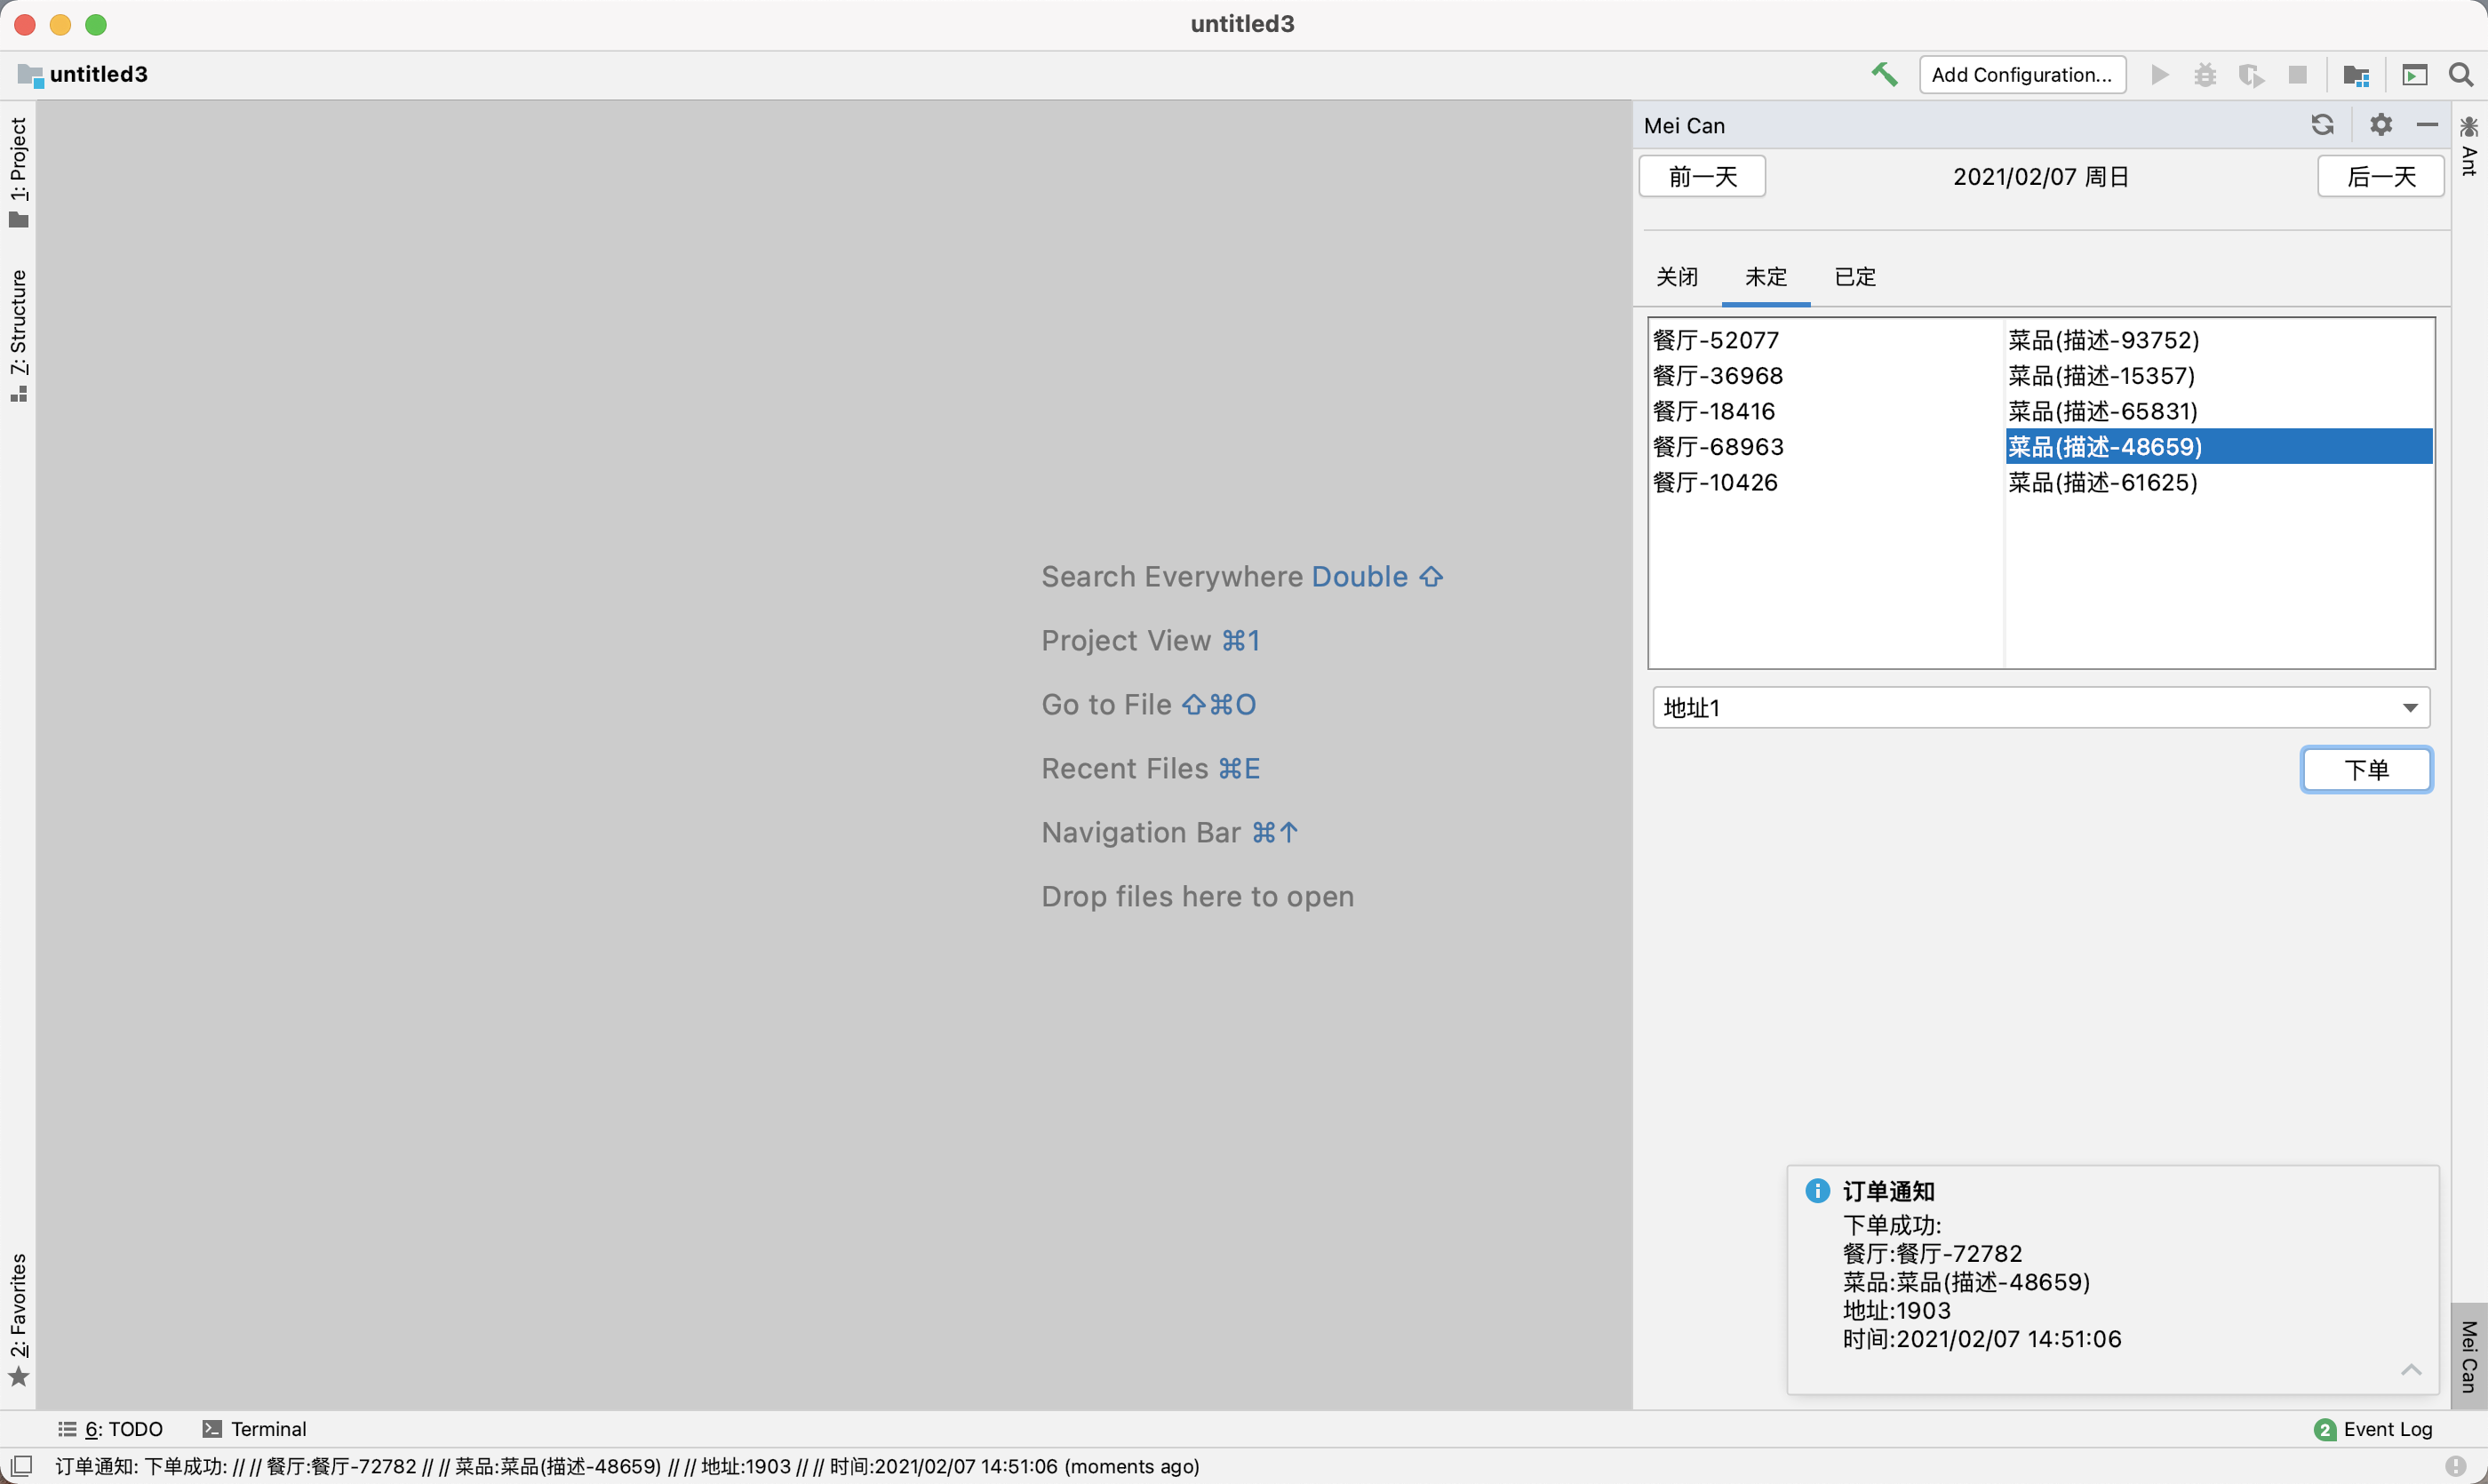 untitled3
untitled3
Add Configuration...
1: Project
Z: Structure
2: Favorites
Search Everywhere Double ⇧
Project View ⌘1
Go to File ⇧⌘O
Recent Files ⌘E
Navigation Bar ⌘↑
Drop files here to open
Mei Can
前一天 2021/02/07 周日 后一天
关闭 未定 已定
餐厅-52077 菜品(描述-93752)
餐厅-36968 菜品(描述-15357)
餐厅-18416 菜品(描述-65831)
餐厅-68963 菜品(描述-48659)
餐厅-10426 菜品(描述-61625)
地址1
下单
订单通知
下单成功:
餐厅:餐厅-72782
菜品:菜品(描述-48659)
地址:1903
时间:2021/02/07 14:51:06
Ant
Mei Can
6: TODO Terminal
2 Event Log
订单通知: 下单成功: // // 餐厅:餐厅-72782 // // 菜品:菜品(描述-48659) // // 地址:1903 // // 时间:2021/02/07 14:51:06 (moments ago)